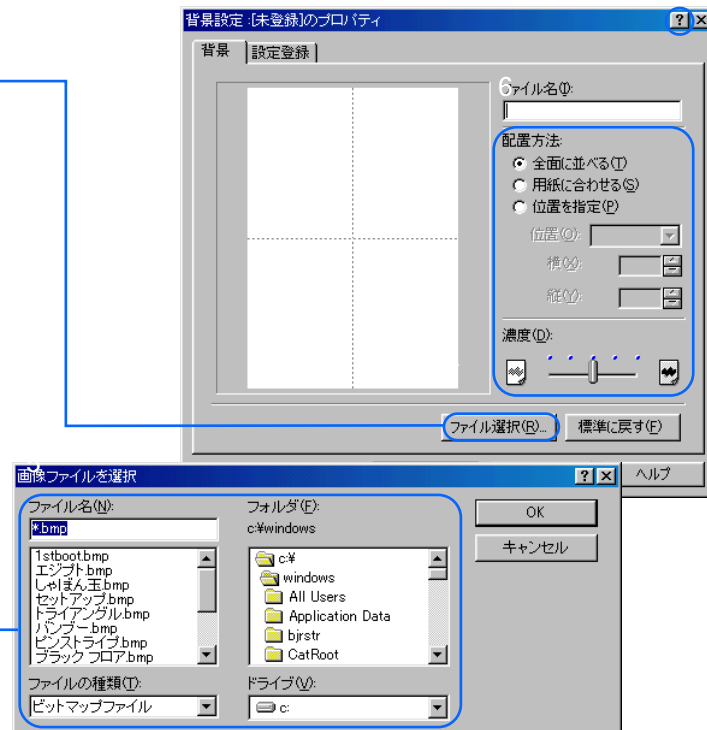 背景設定 :[未登録]のプロパティ
背景
設定登録
6
ァイル名(I):
配置方法:
全面に並べる(T)
用紙に合わせる(S)
位置を指定(P)
位置(O):
横(X):
縦(Y):
濃度(D):
ファイル選択(R)...
標準に戻す(F)
ヘルプ
画像ファイルを選択
ファイル名(N):
*.bmp
1stboot.bmp
エジプト.bmp
しゃぼん玉.bmp
セットアップ.bmp
トライアングル.bmp
バンブー.bmp
ピンストライプ.bmp
ブラック フロア.bmp
ファイルの種類(T):
ビットマップファイル
フォルダ(F):
c:¥windows
c:¥
windows
All Users
Application Data
bjrstr
CatRoot
ドライブ(V):
c:
OK
キャンセル